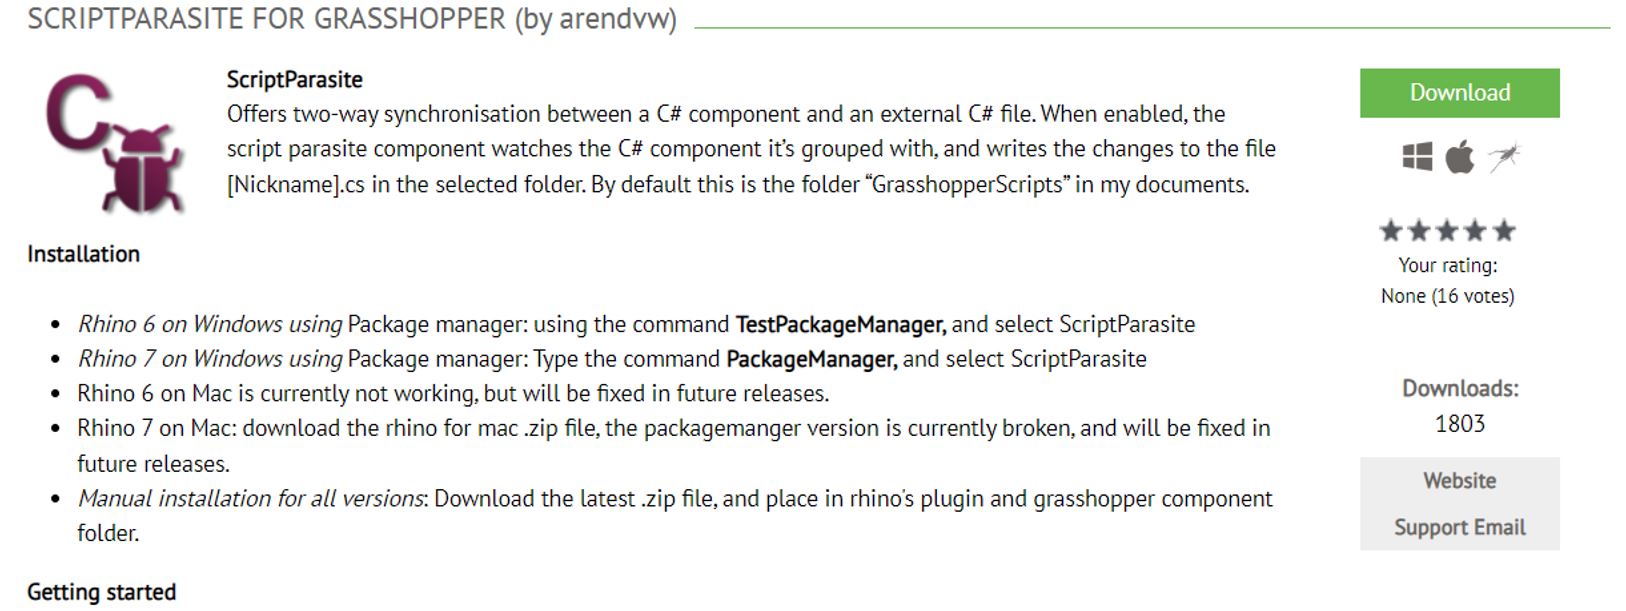 SCRIPTPARASITE FOR GRASSHOPPER (by arendvw)
C
ScriptParasite
Offers two-way synchronisation between a C# component and an external C# file. When enabled, the
script parasite component watches the C# component it's grouped with, and writes the changes to the file
[Nickname].cs in the selected folder. By default this is the folder “GrasshopperScripts” in my documents.
Download
Your rating:
None (16 votes)
Downloads:
1803
Website
Support Email
Installation
• Rhino 6 on Windows using Package manager: using the command TestPackageManager, and select ScriptParasite
• Rhino 7 on Windows using Package manager: Type the command PackageManager, and select ScriptParasite
• Rhino 6 on Mac is currently not working, but will be fixed in future releases.
• Rhino 7 on Mac: download the rhino for mac .zip file, the packagemanger version is currently broken, and will be fixed in
future releases.
• Manual installation for all versions: Download the latest .zip file, and place in rhino's plugin and grasshopper component
folder.
Getting started